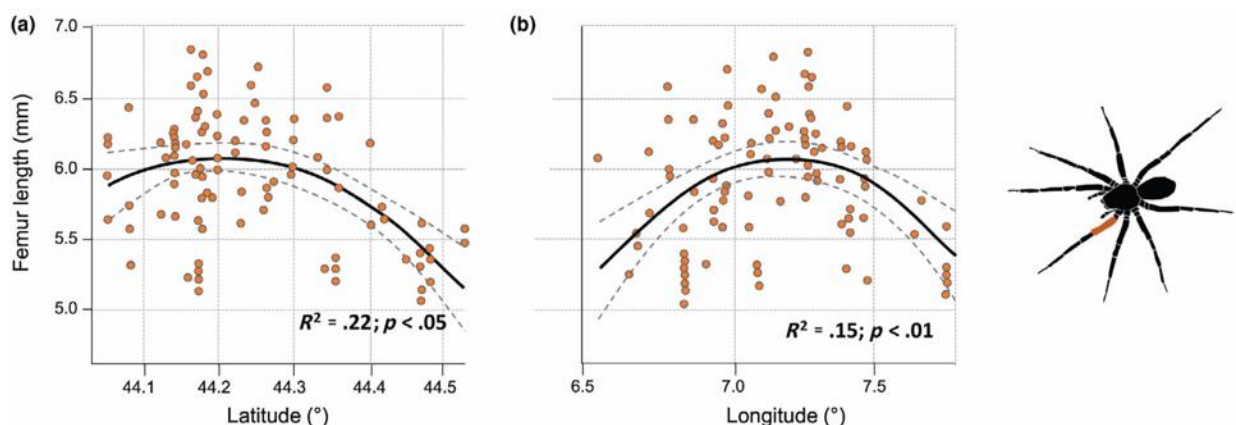 (a)
7.0
6.5
6.0
5.5
5.0
Femur length (mm)
R² = .22; p < .05
44.1 44.2 44.3 44.4 44.5
Latitude (°)
(b)
R² = .15; p < .01
6.5 7.0 7.5
Longitude (°)